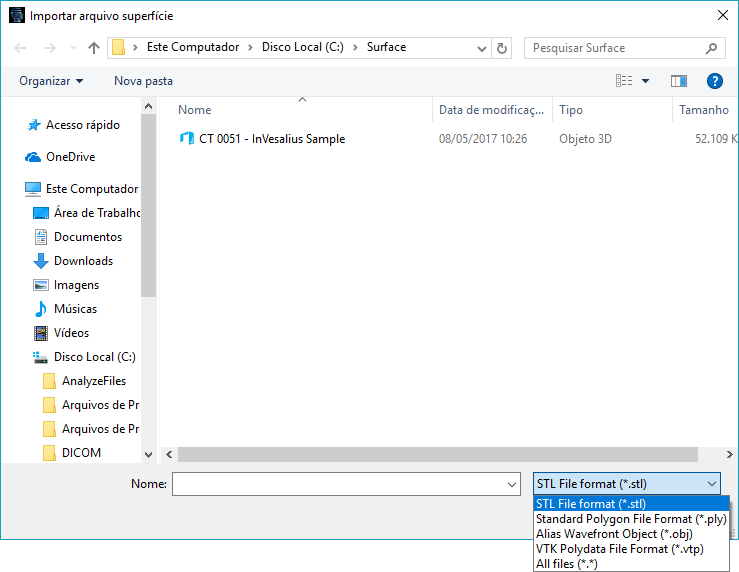 Importar arquivo superfície
Este Computador > Disco Local (C:) > Surface
Pesquisar Surface
Organizar
Nova pasta
Nome
Data de modificaç...
Tipo
Tamanho
CT 0051 - InVesalius Sample
08/05/2017 10:26
Objeto 3D
52.109 K
Acesso rápido
OneDrive
Este Computador
Área de Trabalho
Documentos
Downloads
Imagens
Músicas
Vídeos
Disco Local (C:)
AnalyzeFiles
Arquivos de Pr
Arquivos de Pr
DICOM
Nome:
STL File format (*.stl)
STL File format (*.stl)
Standard Polygon File Format (*.ply)
Alias Wavefront Object (*.obj)
VTK Polydata File Format (*.vtp)
All files (*.*)